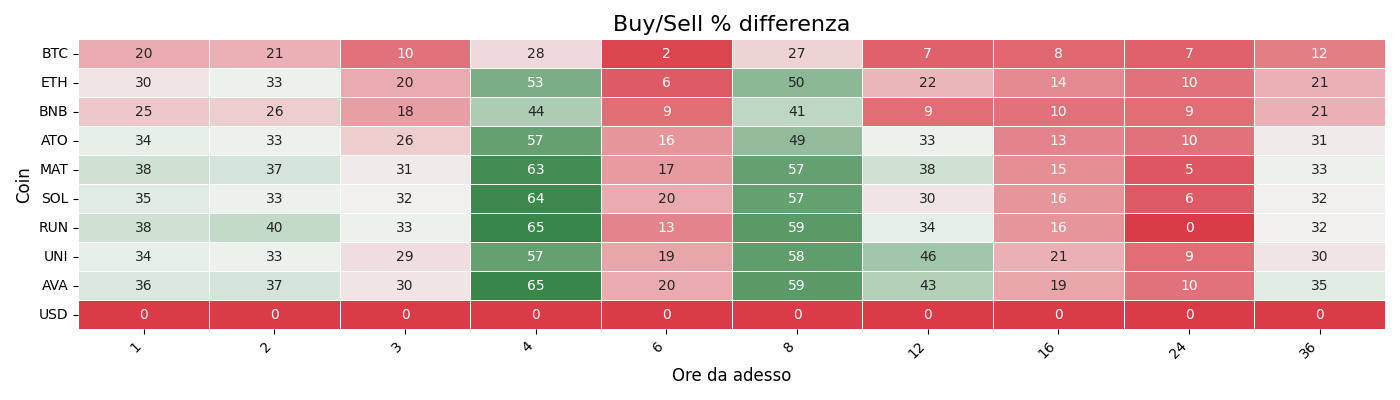 Buy/Sell % differenza
Coin
BTC 20 21 10 28 2 27 7 8 7 12
ETH 30 33 20 53 6 50 22 14 10 21
BNB 25 26 18 44 9 41 9 10 9 21
ATO 34 33 26 57 16 49 33 13 10 31
MAT 38 37 31 63 17 57 38 15 5 33
SOL 35 33 32 64 20 57 30 16 6 32
RUN 38 40 33 65 13 59 34 16 0 32
UNI 34 33 29 57 19 58 46 21 9 30
AVA 36 37 30 65 20 59 43 19 10 35
USD 0 0 0 0 0 0 0 0 0 0
1 2 3 4 6 8 12 16 24 36
Ore da adesso